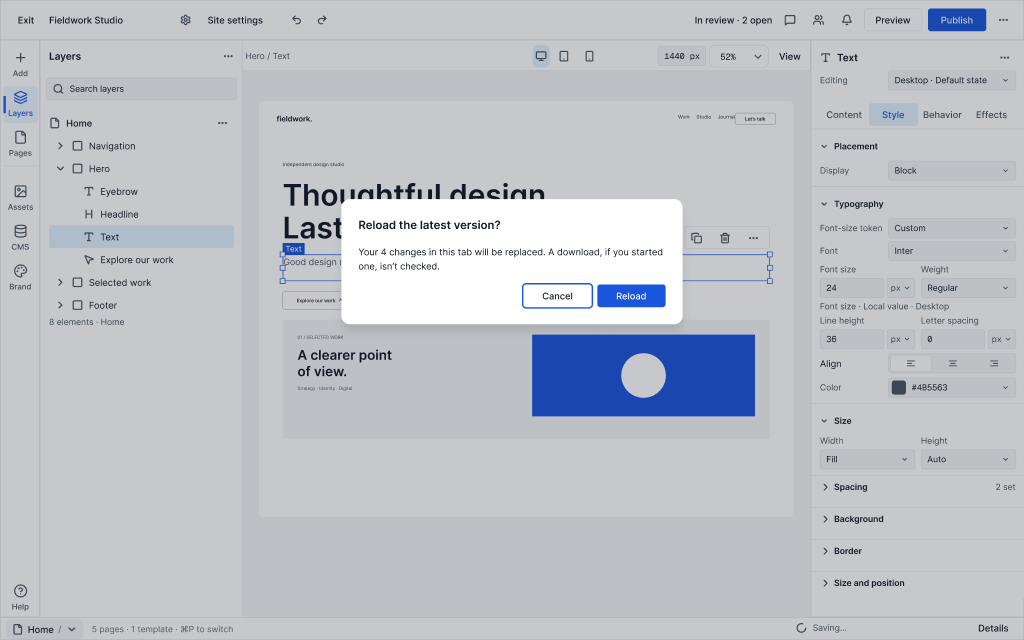 Exit
Fieldwork Studio
Site settings
In review · 2 open
Preview
Publish
Add
Layers
Pages
Assets
CMS
Brand
Help
Layers
Search layers
Home
Navigation
Hero
Eyebrow
Headline
Text
Explore our work
Selected work
Footer
8 elements · Home
Hero / Text
1440 px
52%
View
fieldwork.
Work
Studio
Journal
Let's talk
Independent design studio
Thoughtful design.
Last
Text
Good design
Explore our work
Reload the latest version?
Your 4 changes in this tab will be replaced. A download, if you started
one, isn't checked.
Cancel
Reload
01 / SELECTED WORK
A clearer point
of view.
Strategy · Identity · Digital
Text
Editing
Desktop · Default state
Content
Style
Behavior
Effects
Placement
Display
Block
Typography
Font-size token
Custom
Font
Inter
Font size
Weight
24
px
Regular
Font size · Local value · Desktop
Line height
Letter spacing
36
px
0
px
Align
Color
#4B5563
Size
Width
Height
Fill
Auto
Spacing
2 set
Background
Border
Size and position
Home /
5 pages · 1 template · ⌘P to switch
Saving...
Details